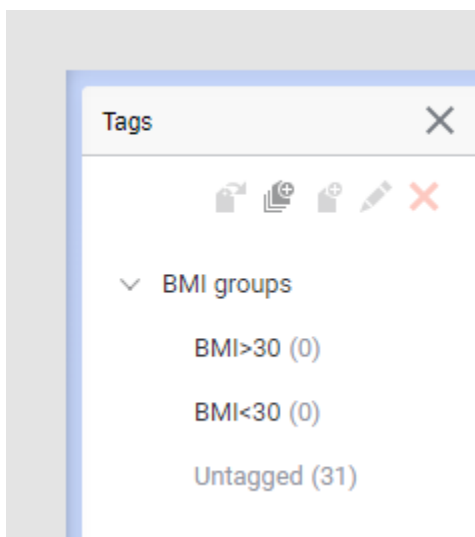 Tags
BMI groups
BMI>30 (0)
BMI<30 (0)
Untagged (31)